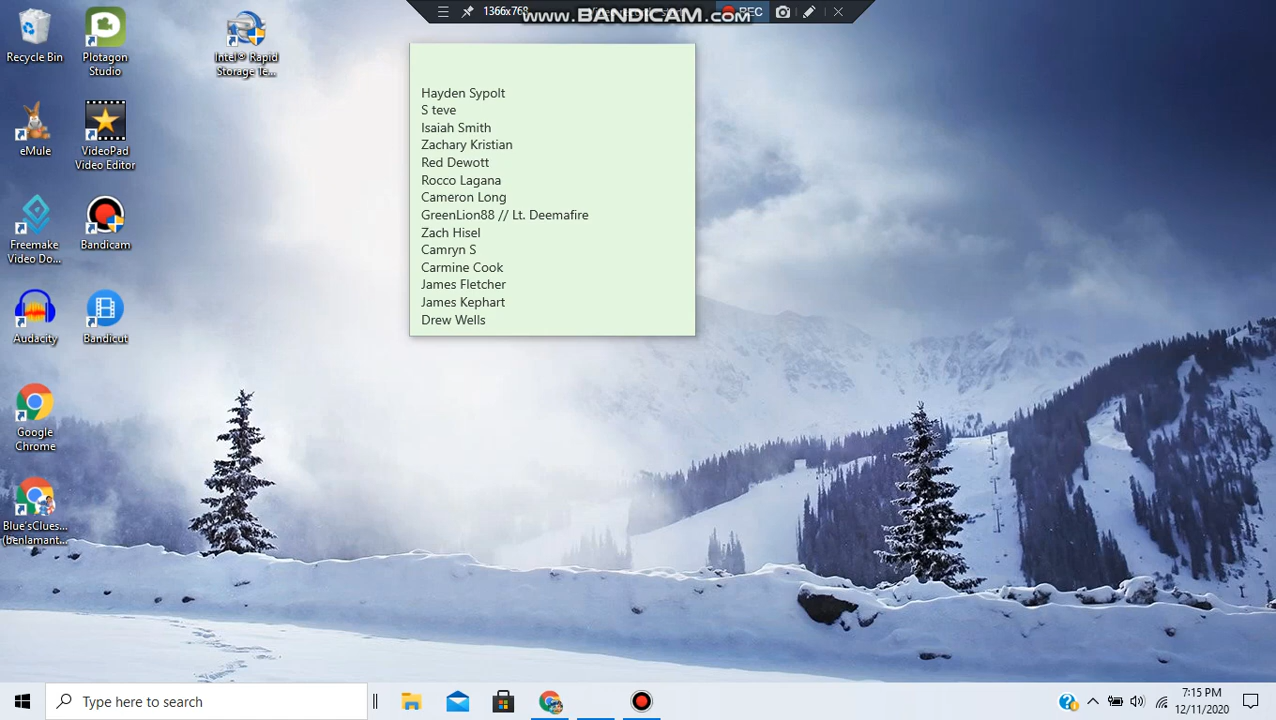 1366x768
www.BANDICAM.com
REC
Recycle Bin
Plotagon
Studio
Intel® Rapid
Storage Te...
eMule
VideoPad
Video Editor
Freemake
Video Do...
Bandicam
Audacity
Bandicut
Google
Chrome
Blue'sClues...
(benlamant...
Hayden Sypolt
S teve
Isaiah Smith
Zachary Kristian
Red Dewott
Rocco Lagana
Cameron Long
GreenLion88 // Lt. Deemafire
Zach Hisel
Camryn S
Carmine Cook
James Fletcher
James Kephart
Drew Wells
Type here to search
7:15 PM
12/11/2020